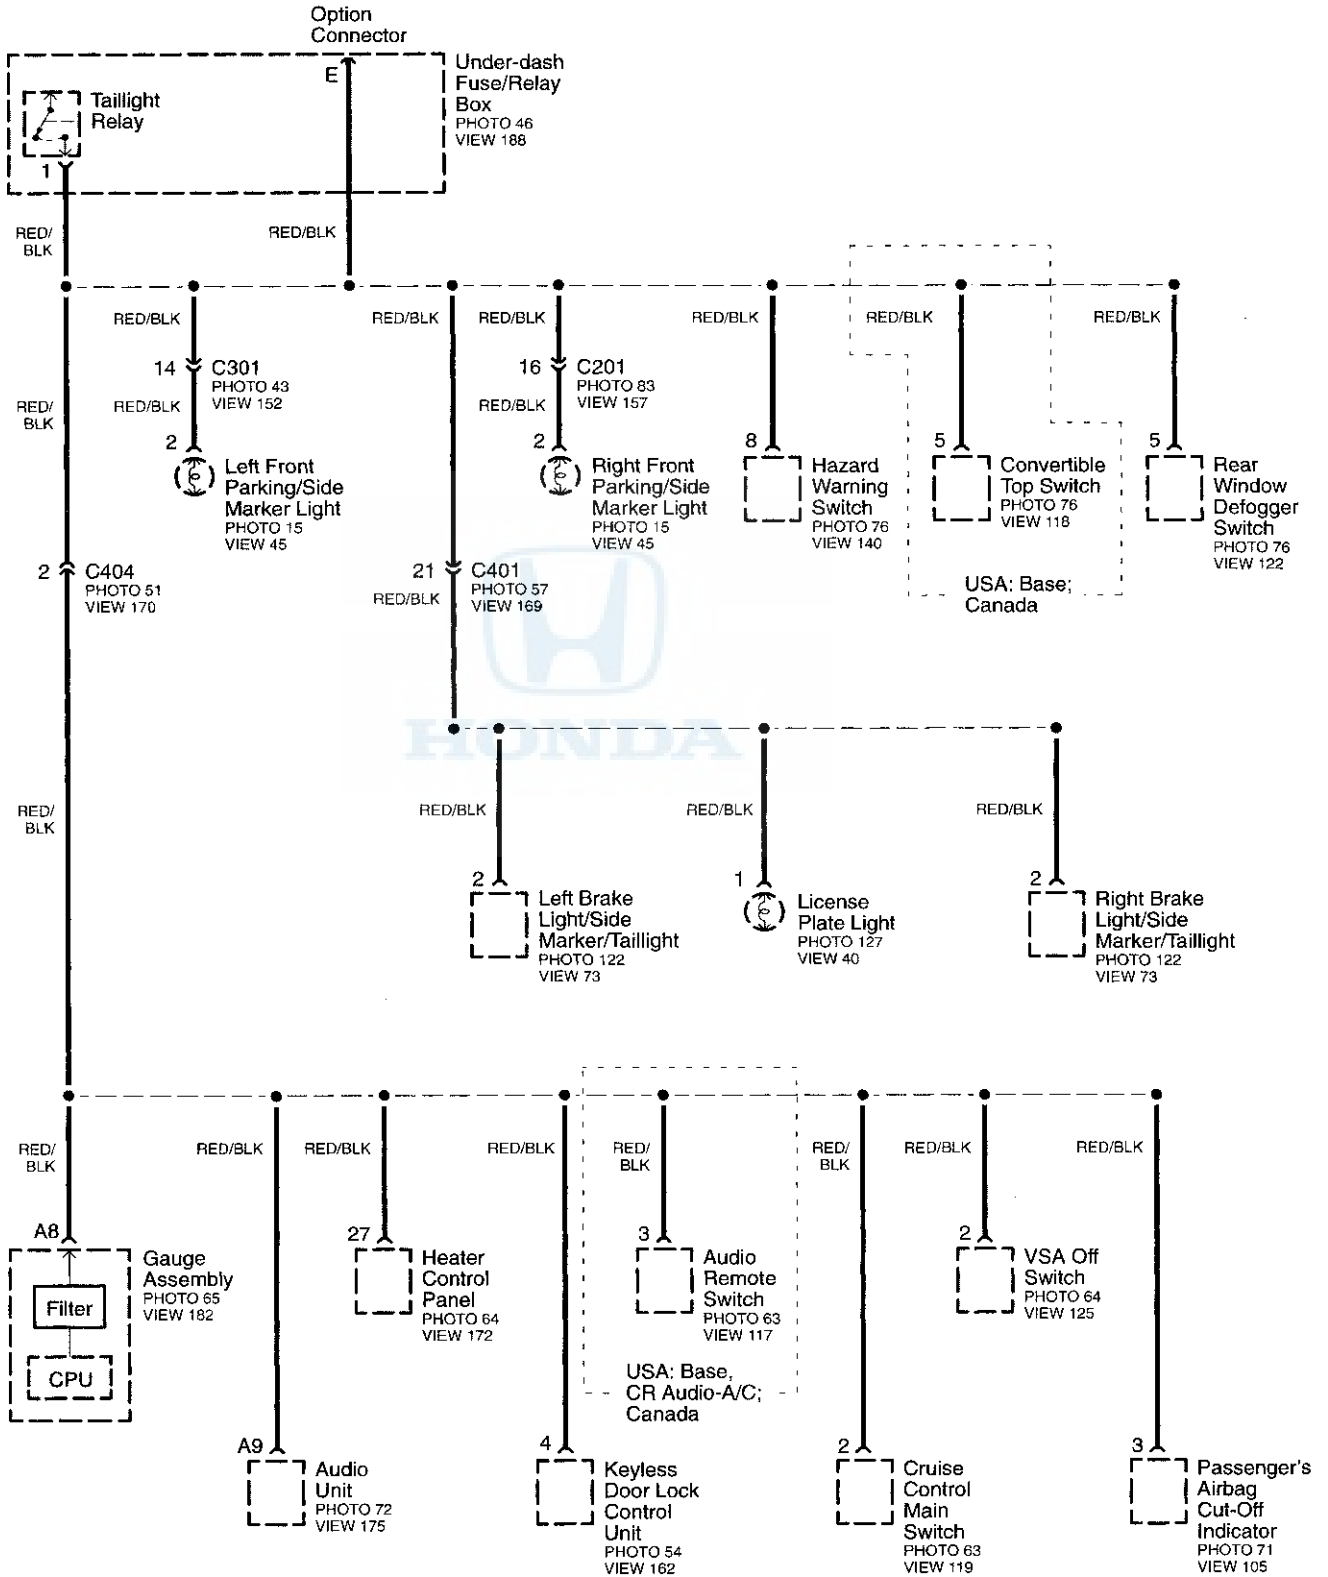 Option
Connector
E
Under-dash
Fuse/Relay
Box
PHOTO 46
VIEW 188
Taillight
Relay
1
RED/
BLK
RED/BLK
RED/BLK
RED/BLK
RED/BLK
RED/BLK
RED/BLK
RED/BLK
14
C301
PHOTO 43
VIEW 152
16
C201
PHOTO 83
VIEW 157
RED/
BLK
RED/BLK
RED/BLK
2
Left Front
Parking/Side
Marker Light
PHOTO 15
VIEW 45
2
Right Front
Parking/Side
Marker Light
PHOTO 15
VIEW 45
8
Hazard
Warning
Switch
PHOTO 76
VIEW 140
5
Convertible
Top Switch
PHOTO 76
VIEW 118
5
Rear
Window
Defogger
Switch
PHOTO 76
VIEW 122
2
C404
PHOTO 51
VIEW 170
21
C401
PHOTO 57
VIEW 169
RED/BLK
USA: Base;
Canada
HONDA
RED/
BLK
RED/BLK
RED/BLK
RED/BLK
2
Left Brake
Light/Side
Marker/Taillight
PHOTO 122
VIEW 73
1
License
Plate Light
PHOTO 127
VIEW 40
2
Right Brake
Light/Side
Marker/Taillight
PHOTO 122
VIEW 73
RED/
BLK
RED/BLK
RED/BLK
RED/BLK
RED/
BLK
RED/
BLK
RED/BLK
RED/BLK
A8
Gauge
Assembly
PHOTO 65
VIEW 182
Filter
CPU
27
Heater
Control
Panel
PHOTO 64
VIEW 172
3
Audio
Remote
Switch
PHOTO 63
VIEW 117
2
VSA Off
Switch
PHOTO 64
VIEW 125
USA: Base,
CR Audio-A/C;
Canada
A9
Audio
Unit
PHOTO 72
VIEW 175
4
Keyless
Door Lock
Control
Unit
PHOTO 54
VIEW 162
2
Cruise
Control
Main
Switch
PHOTO 63
VIEW 119
3
Passenger's
Airbag
Cut-Off
Indicator
PHOTO 71
VIEW 105